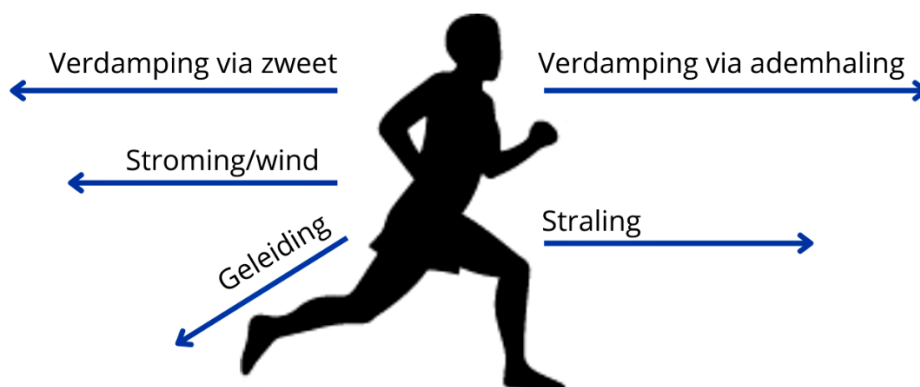 Verdamping via zweet
Verdamping via ademhaling
Stroming/wind
Straling
Geleiding